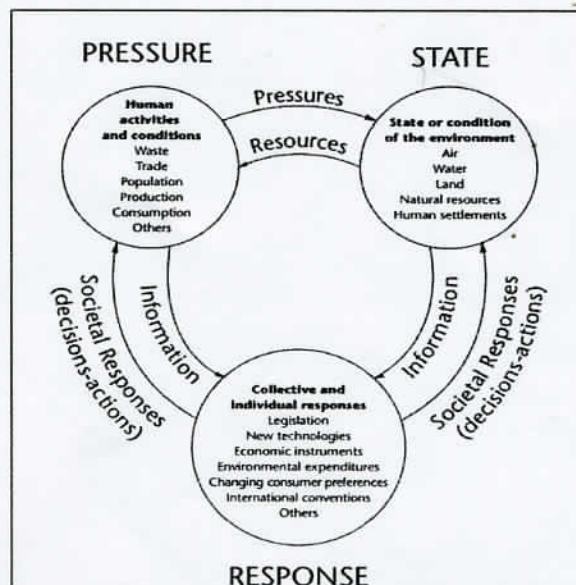 PRESSURE
STATE
Human
activities
and conditions
Waste
Trade
Population
Production
Consumption
Others
Pressures
Resources
State or condition
of the environment
Air
Water
Land
Natural resources
Human settlements
Societal Responses
(decisions-actions)
Information
Information
Societal Responses
(decisions-actions)
Collective and
individual responses
Legislation
New technologies
Economic instruments
Environmental expenditures
Changing consumer preferences
International conventions
Others
RESPONSE